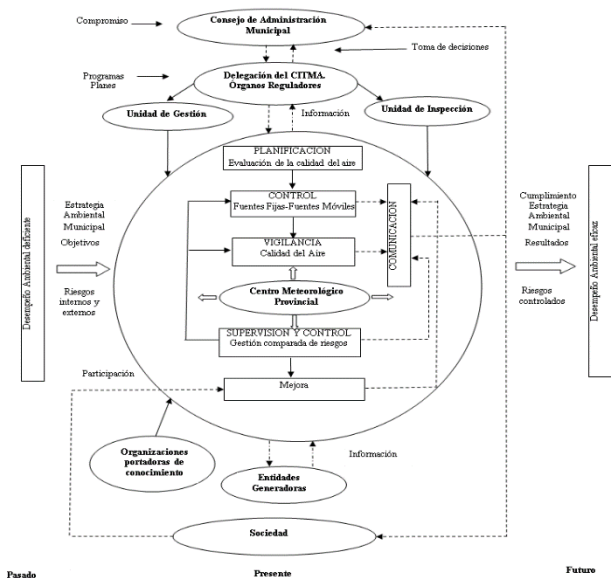 Compromiso
Consejo de Administración
Municipal
Toma de decisiones
Programas
Planes
Delegación del CITMA.
Órganos Reguladores
Unidad de Gestión
Información
Unidad de Inspección
PLANIFICACION
Evaluación de la calidad del aire
Desempeño Ambiental deficiente
Estrategia
Ambiental
Municipal
Objetivos
Riesgos
internos y
externos
CONTROL
Fuentes Fijas-Fuentes Móviles
VIGILANCIA
Calidad del Aire
COMUNICACION
Centro Meteorológico
Provincial
SUPERVISION Y CONTROL
Gestión comparada de riesgos
Mejora
Cumplimiento
Estrategia
Ambiental
Municipal
Resultados
Riesgos
controlados
Desempeño Ambiental eficaz
Participación
Organizaciones
portadoras de
conocimiento
Información
Entidades
Generadoras
Sociedad
Pasado
Presente
Futuro